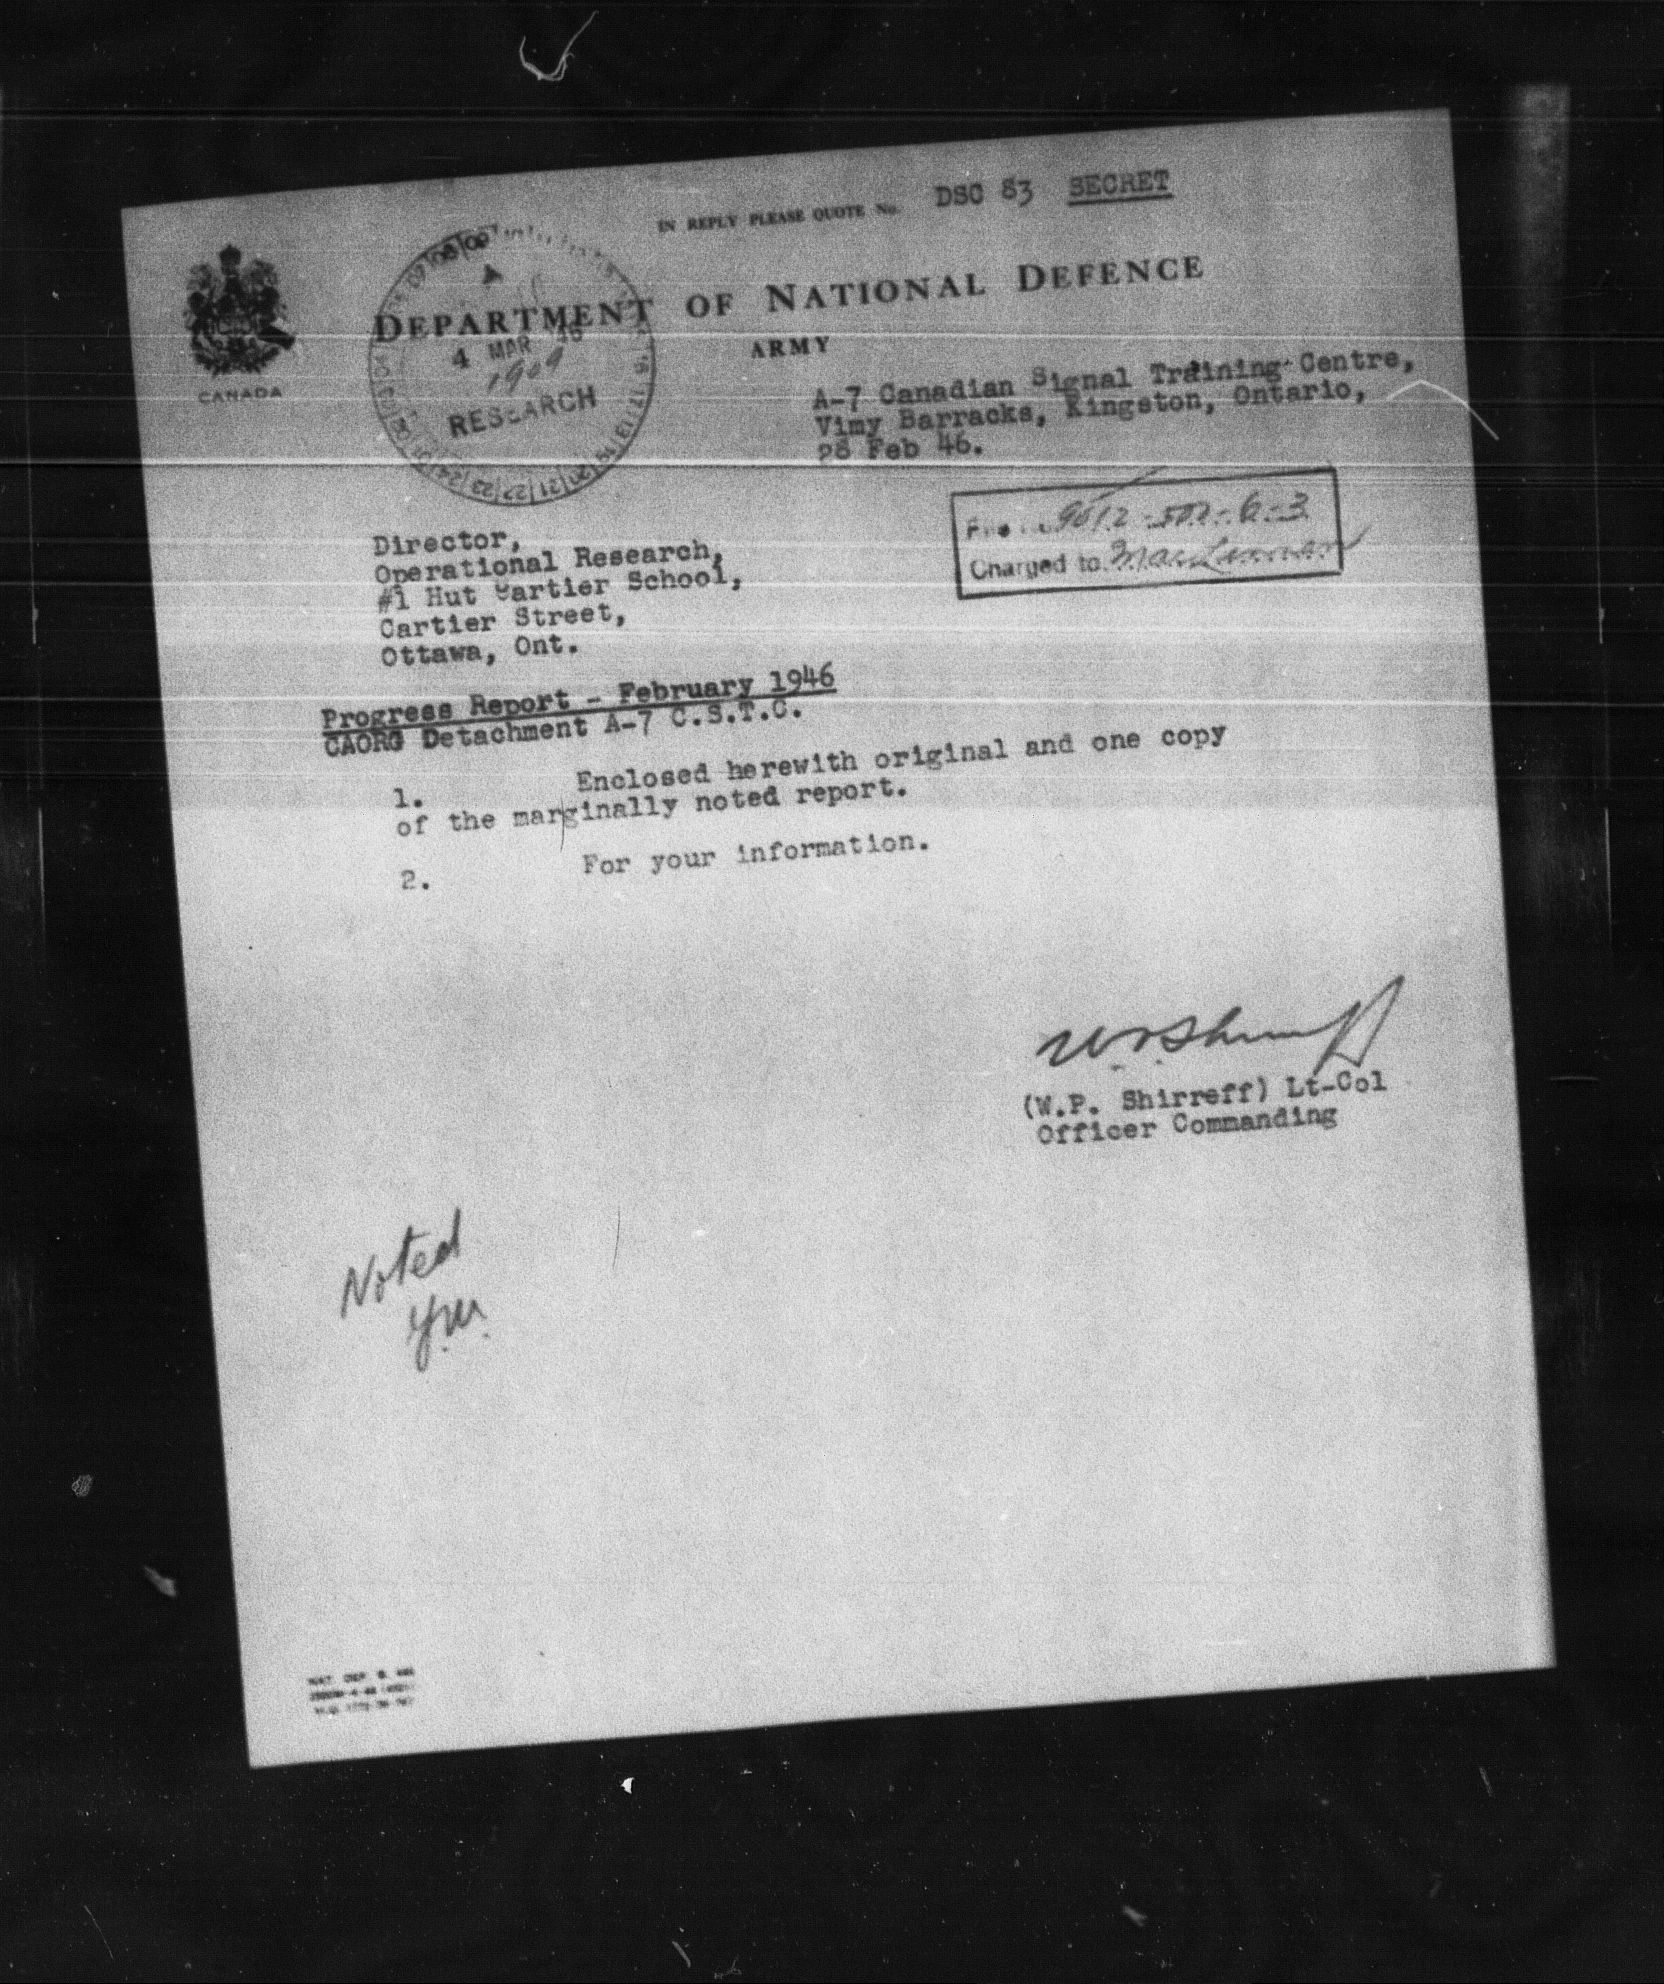 IN REPLY PLEASE QUOTE No. DSC 83 SECRET
DEPARTMENT OF NATIONAL DEFENCE
ARMY
CANADA
4 MAR 46
1909
RESEARCH
A-7 Canadian Signal Training Centre,
Vimy Barracks, Kingston, Ontario,
28 Feb 46.
Charged to
Director,
Operational Research,
#1 Hut Cartier School,
Cartier Street,
Ottawa, Ont.
Progress Report - February 1946
CAORG Detachment A-7 C.S.T.C.
1. Enclosed herewith original and one copy
of the marginally noted report.
2. For your information.
(W.P. Shirreff) Lt-Col
Officer Commanding
Noted